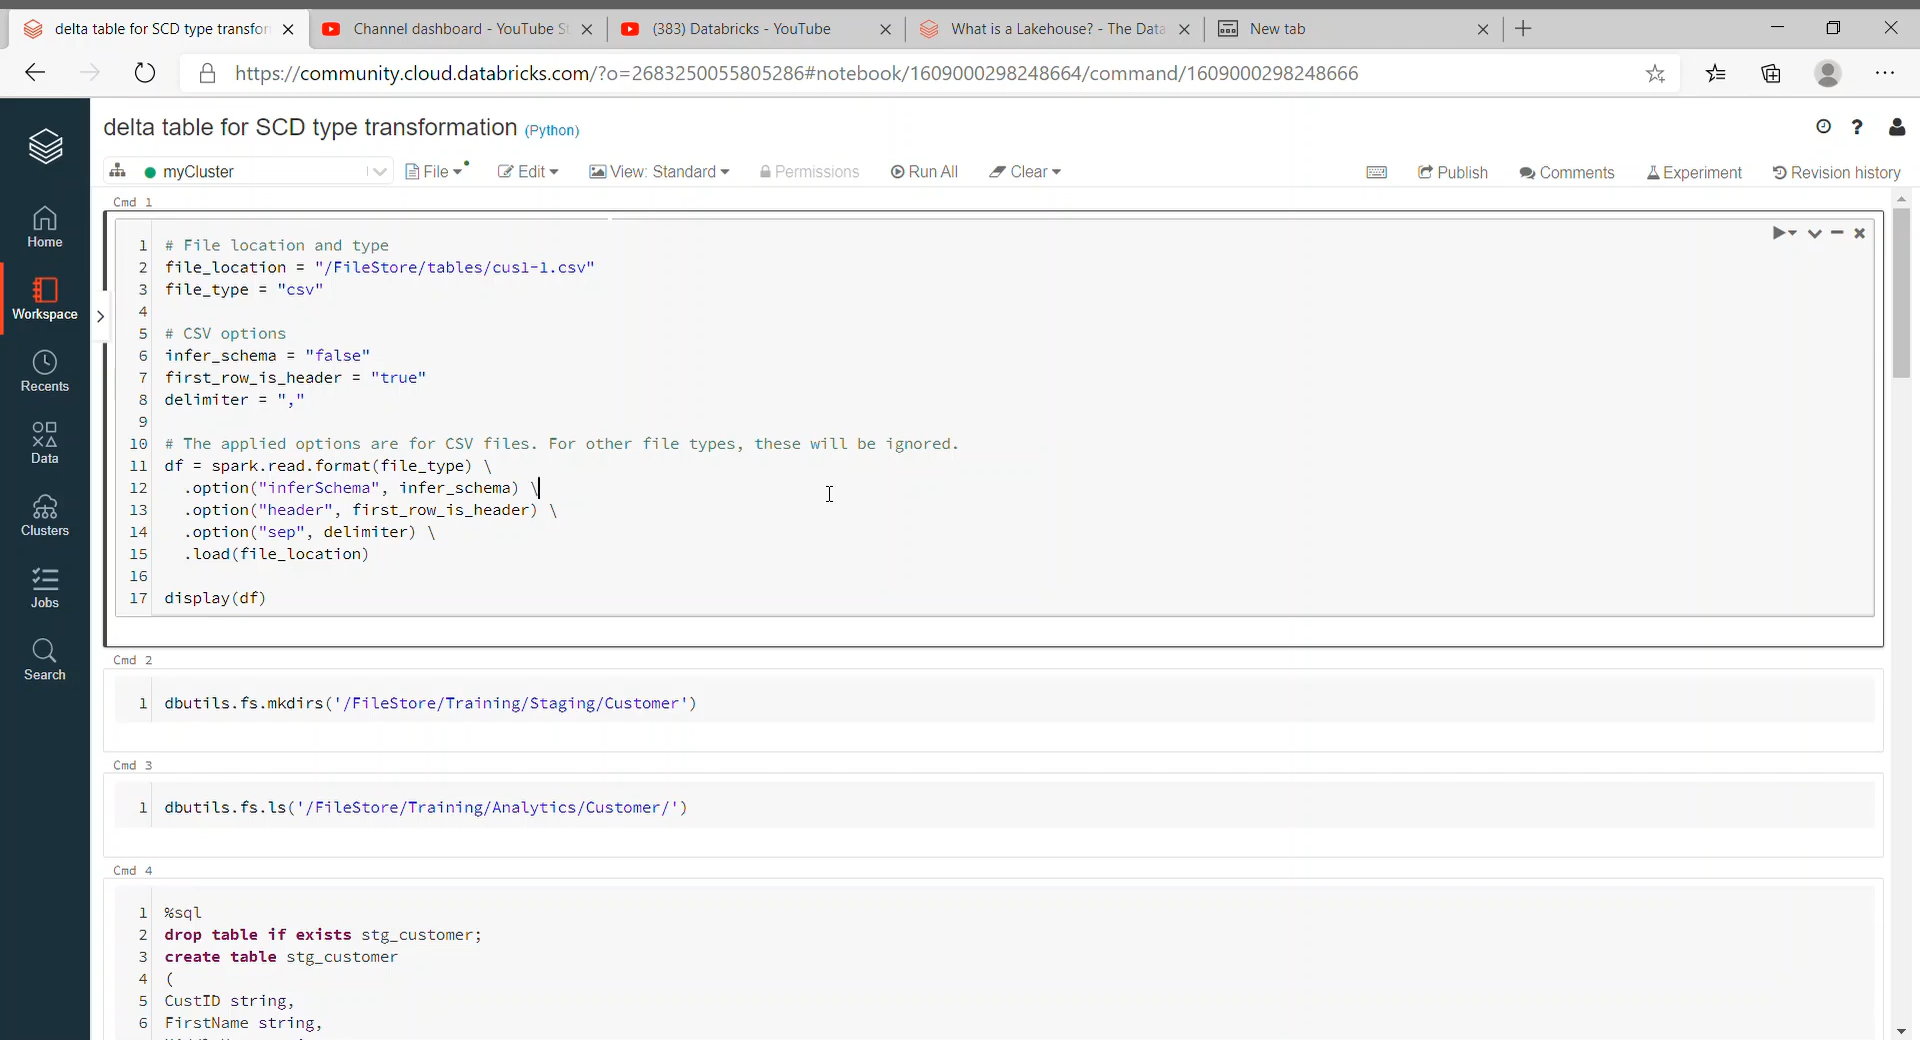 delta table for SCD type transfor
Channel dashboard - YouTube S
(383) Databricks - YouTube
What is a Lakehouse? - The Data
New tab
https://community.cloud.databricks.com/?o=2683250055805286#notebook/1609000298248664/command/1609000298248666
delta table for SCD type transformation (Python)
myCluster
File
Edit
View: Standard
Permissions
Run All
Clear
Publish
Comments
Experiment
Revision history
Home
Workspace
Recents
Data
Clusters
Jobs
Search
Cmd 1
1 # File location and type
2 file_location = "/FileStore/tables/cus1-1.csv"
3 file_type = "csv"
4
5 # CSV options
6 infer_schema = "false"
7 first_row_is_header = "true"
8 delimiter = ","
9
10 # The applied options are for CSV files. For other file types, these will be ignored.
11 df = spark.read.format(file_type) \
12 .option("inferSchema", infer_schema) \
13 .option("header", first_row_is_header) \
14 .option("sep", delimiter) \
15 .load(file_location)
16
17 display(df)
Cmd 2
1 dbutils.fs.mkdirs('/FileStore/Training/Staging/Customer')
Cmd 3
1 dbutils.fs.ls('/FileStore/Training/Analytics/Customer/')
Cmd 4
1 %sql
2 drop table if exists stg_customer;
3 create table stg_customer
4 (
5 CustID string,
6 FirstName string,